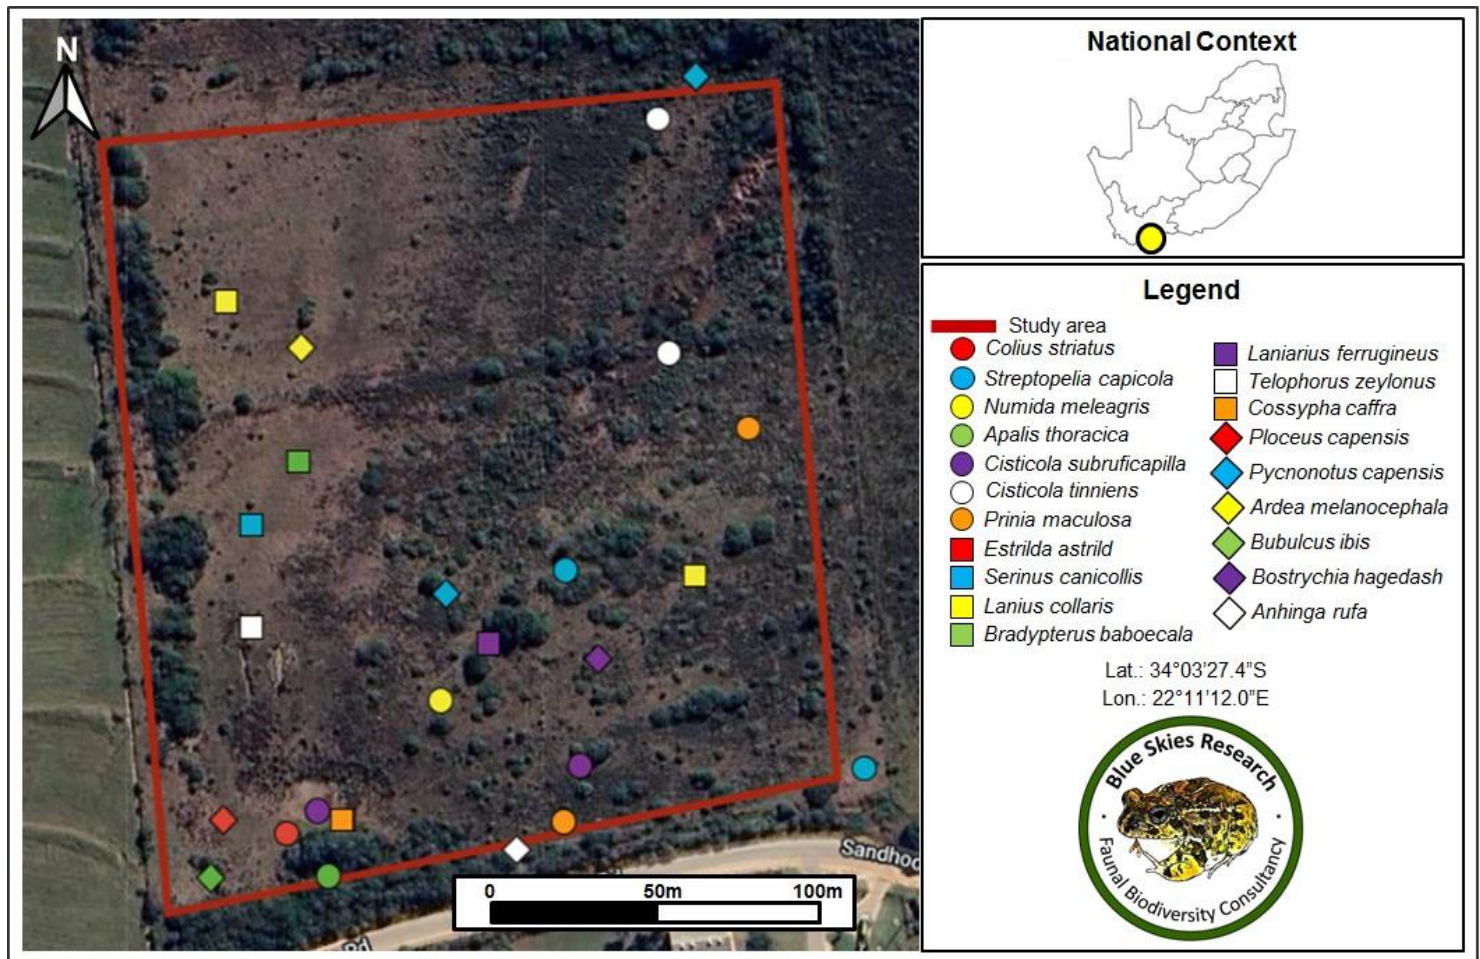 N
Sandhoo
Rd
0 50m 100m
National Context
Legend
Study area
Colius striatus
Streptopelia capicola
Numida meleagris
Apalis thoracica
Cisticola subruficapilla
Cisticola tinniens
Prinia maculosa
Estrilda astrild
Serinus canicollis
Lanius collaris
Bradypterus baboecala
Laniarius ferrugineus
Telophorus zeylonus
Cossypha caffra
Ploceus capensis
Pycnonotus capensis
Ardea melanocephala
Bubulcus ibis
Bostrychia hagedash
Anhinga rufa
Lat.: 34°03'27.4"S
Lon.: 22°11'12.0"E
Blue Skies Research
Faunal Biodiversity Consultancy